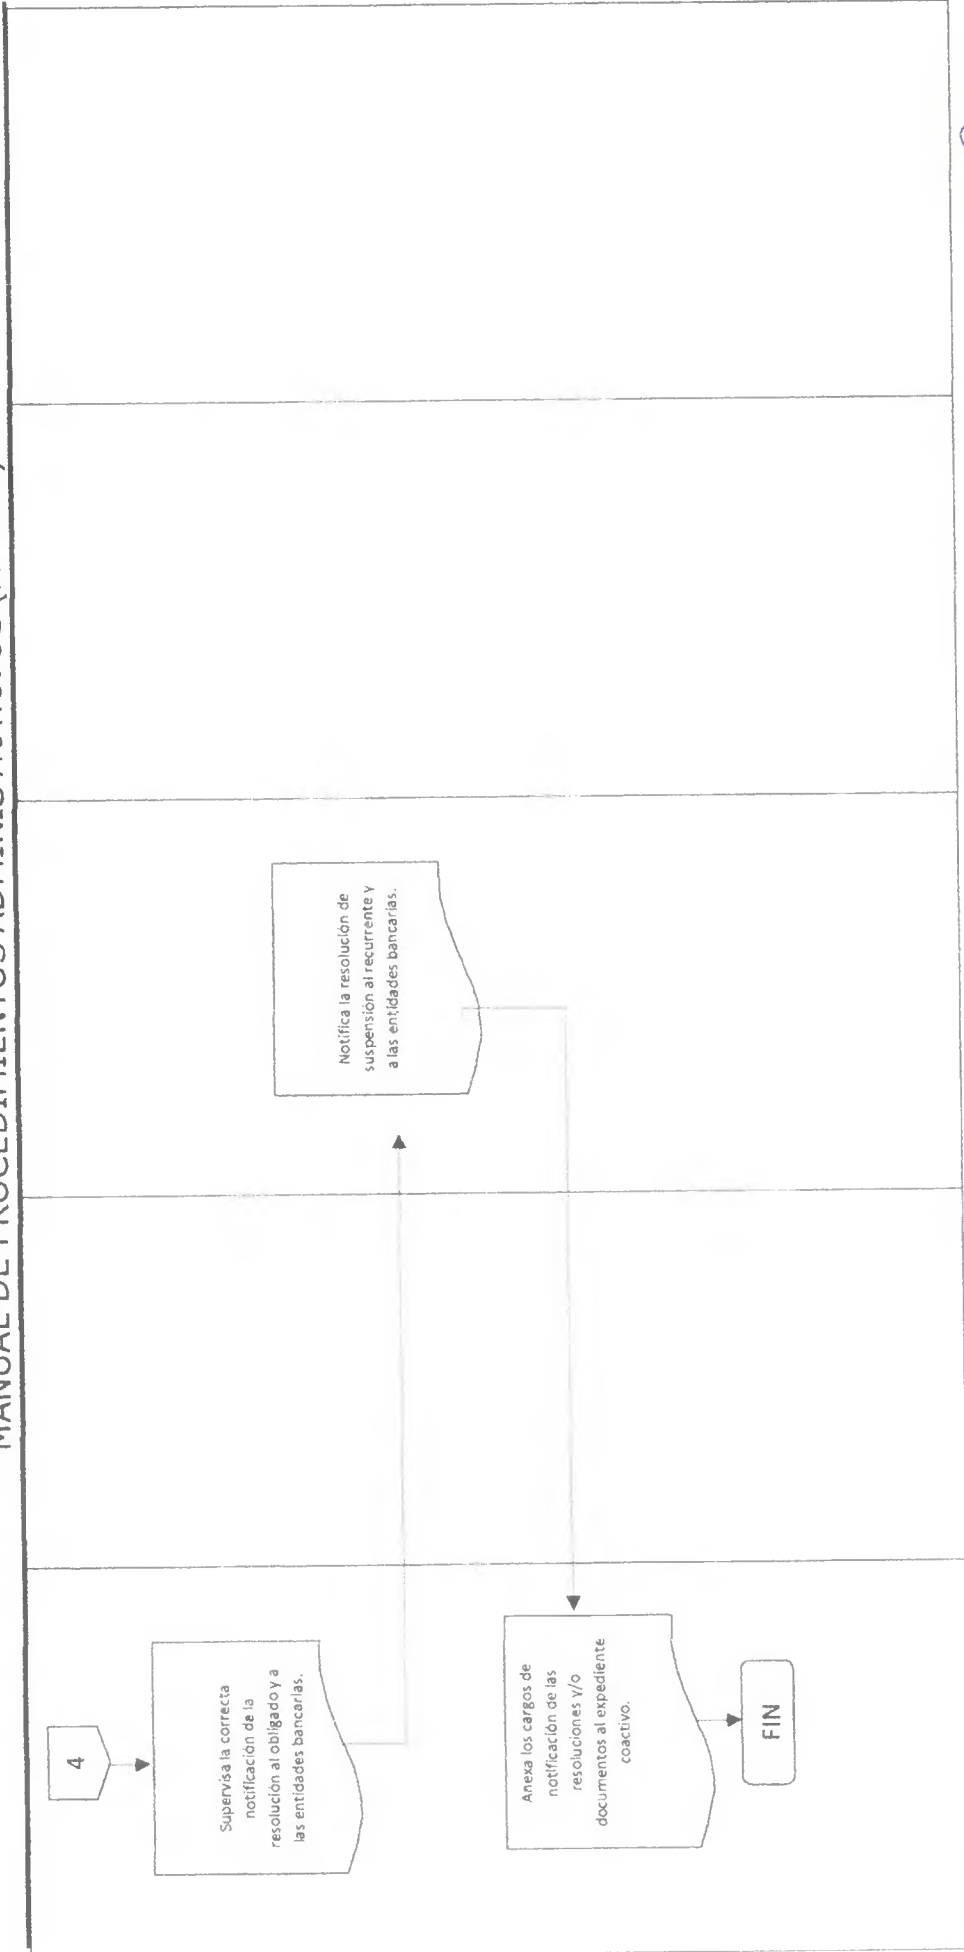 MANUAL DE PROCEDIMIENTOS ADMINISTRATIVOS
4
Supervisa la correcta
notificación de la
resolución al obligado y a
las entidades bancarias.
Notifica la resolución de
suspensión al recurrente y
a las entidades bancarias.
Anexa los cargos de
notificación de las
resoluciones y/o
documentos al expediente
coactivo.
FIN